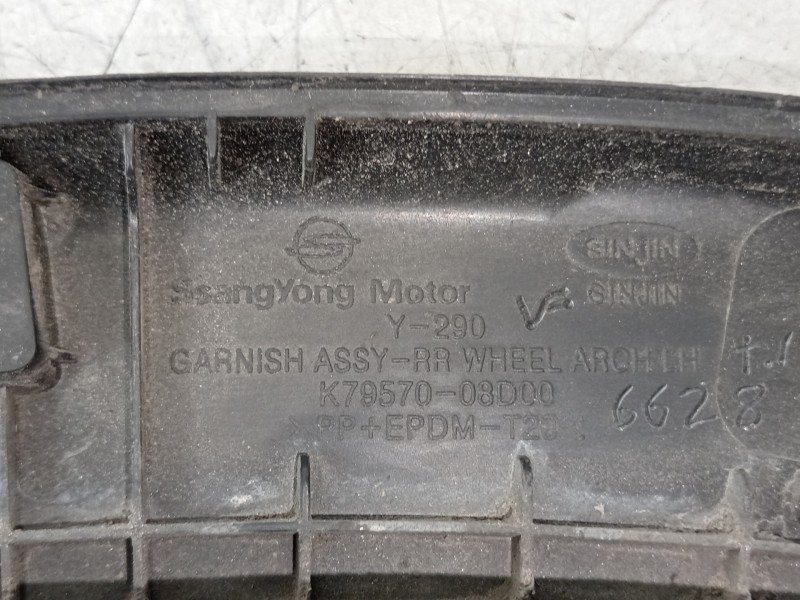 SINJIN
SsangYong Motor
SINJIN
Y-290
GARNISH ASSY-RR WHEEL ARCH LH
K79570-08D00
6628
PP+EPDM-T20